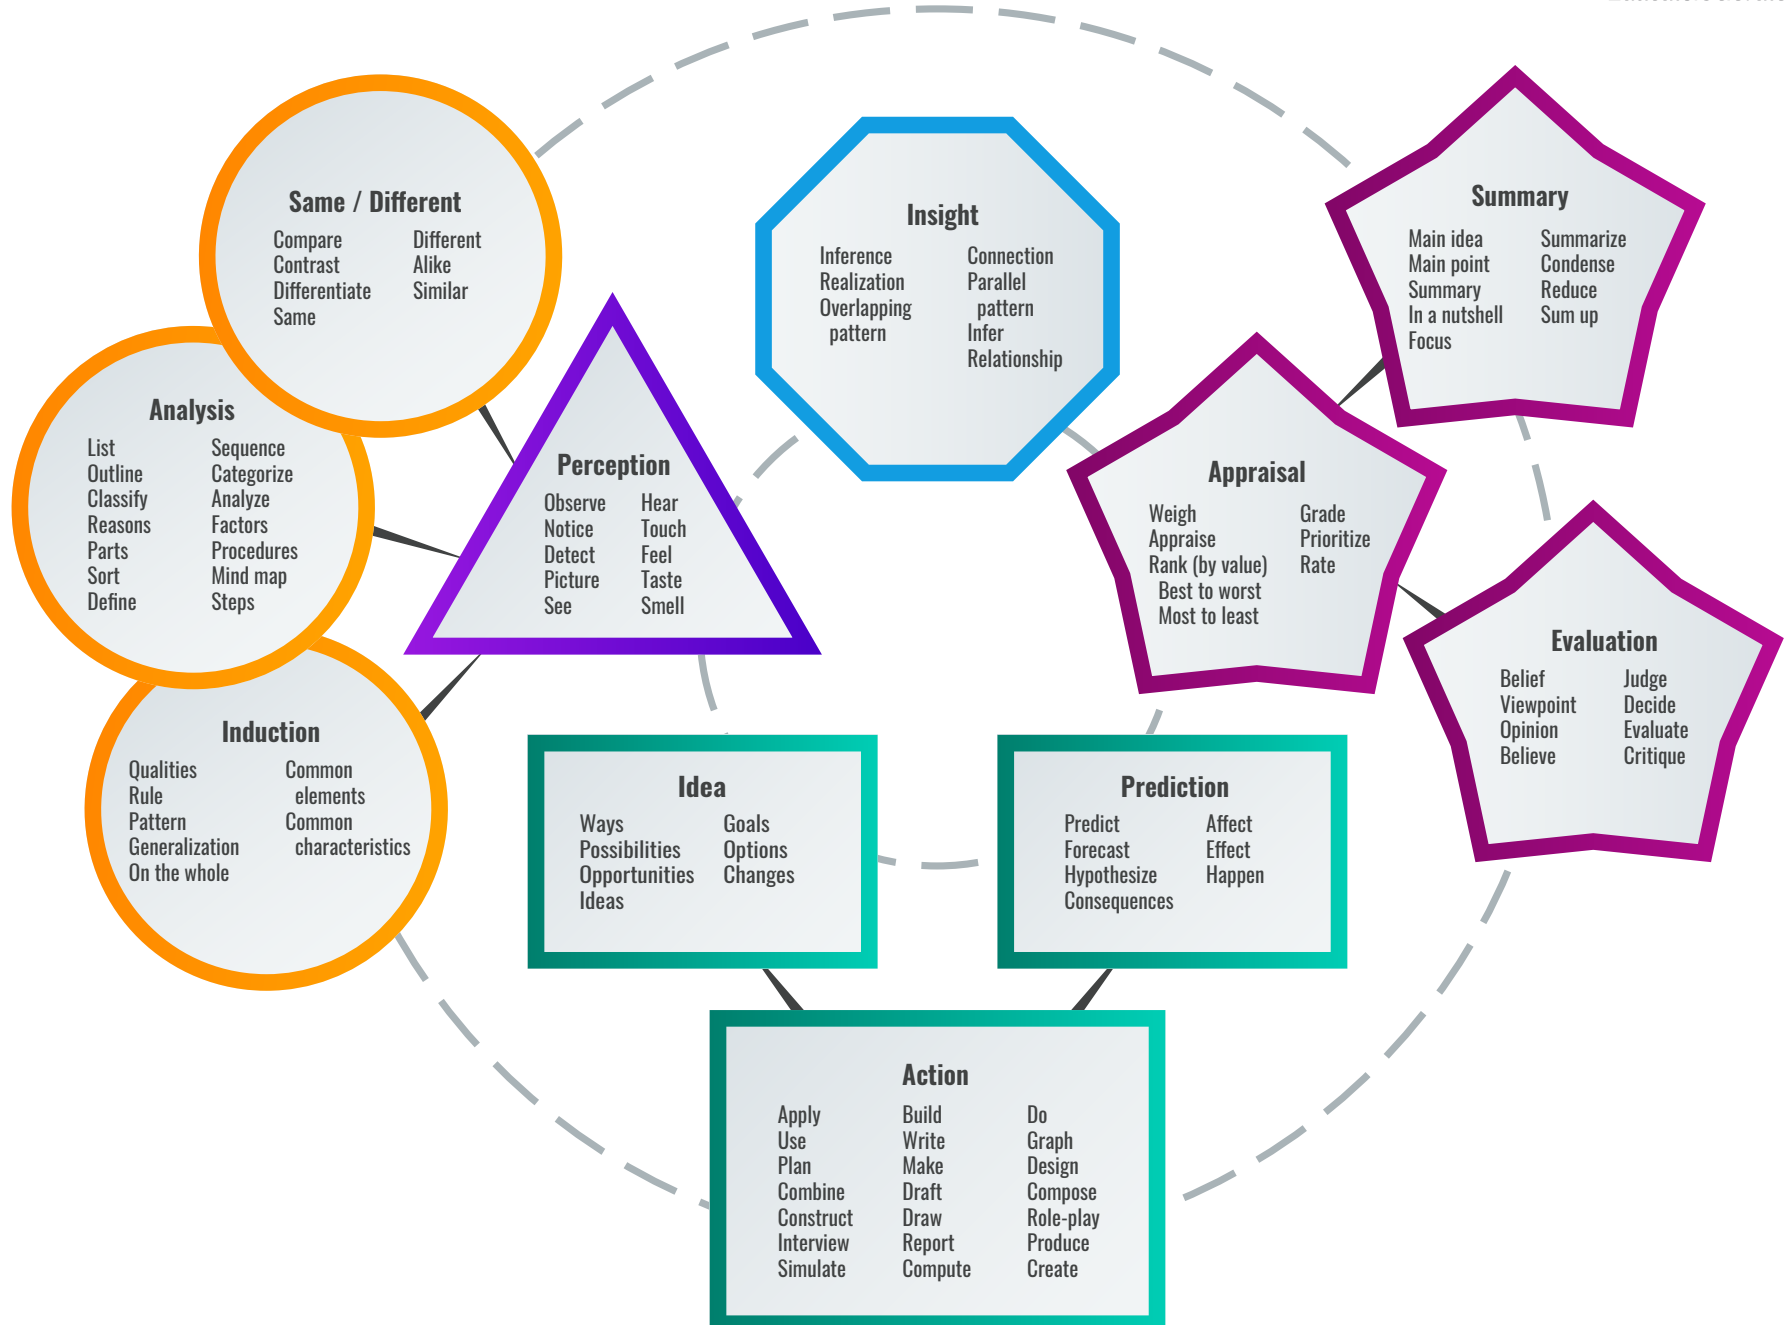 Same / Different
Compare
Contrast
Differentiate
Same
Different
Alike
Similar
Insight
Inference
Realization
Overlapping
pattern
Connection
Parallel
pattern
Infer
Relationship
Summary
Main idea
Main point
Summary
In a nutshell
Focus
Summarize
Condense
Reduce
Sum up
Analysis
List
Outline
Classify
Reasons
Parts
Sort
Define
Sequence
Categorize
Analyze
Factors
Procedures
Mind map
Steps
Perception
Observe
Notice
Detect
Picture
See
Hear
Touch
Feel
Taste
Smell
Appraisal
Weigh
Appraise
Rank (by value)
Best to worst
Most to least
Grade
Prioritize
Rate
Evaluation
Belief
Viewpoint
Opinion
Believe
Judge
Decide
Evaluate
Critique
Induction
Qualities
Rule
Pattern
Generalization
On the whole
Common
elements
Common
characteristics
Idea
Ways
Possibilities
Opportunities
Ideas
Goals
Options
Changes
Prediction
Predict
Forecast
Hypothesize
Consequences
Affect
Effect
Happen
Action
Apply
Use
Plan
Combine
Construct
Interview
Simulate
Build
Write
Make
Draft
Draw
Report
Compute
Do
Graph
Design
Compose
Role-play
Produce
Create